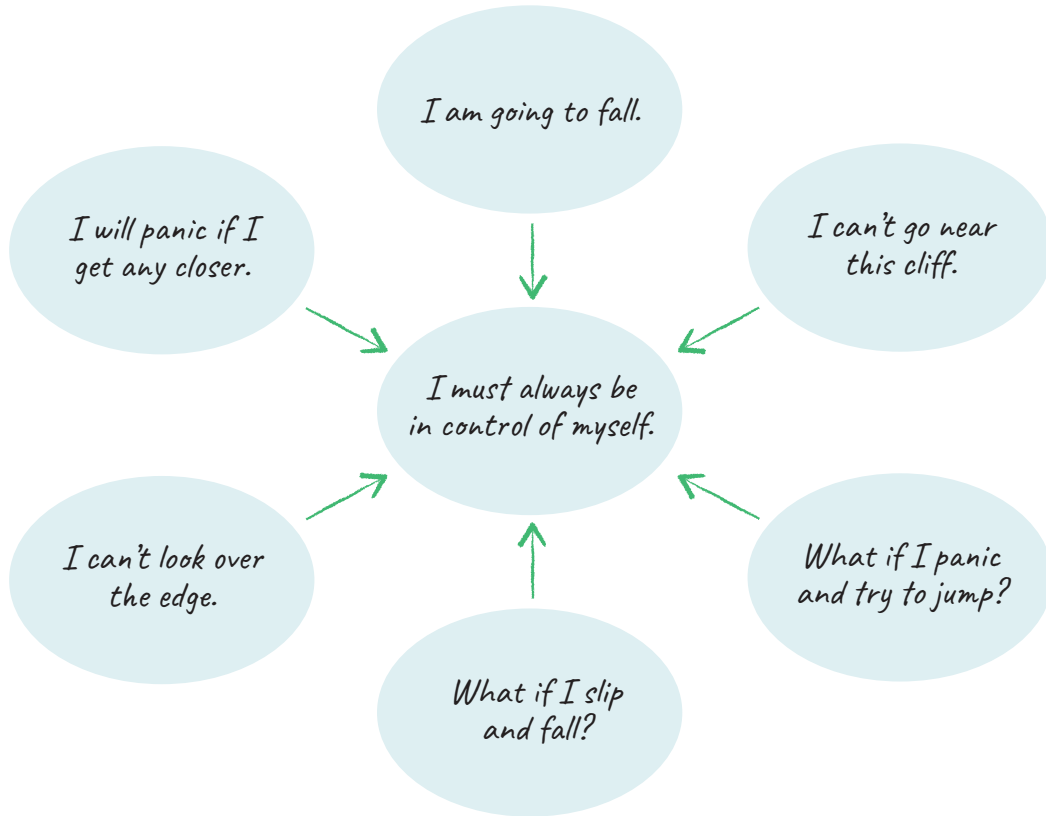 I am going to fall.
I will panic if I
get any closer.
I can't go near
this cliff.
I must always be
in control of myself.
I can't look over
the edge.
What if I panic
and try to jump?
What if I slip
and fall?